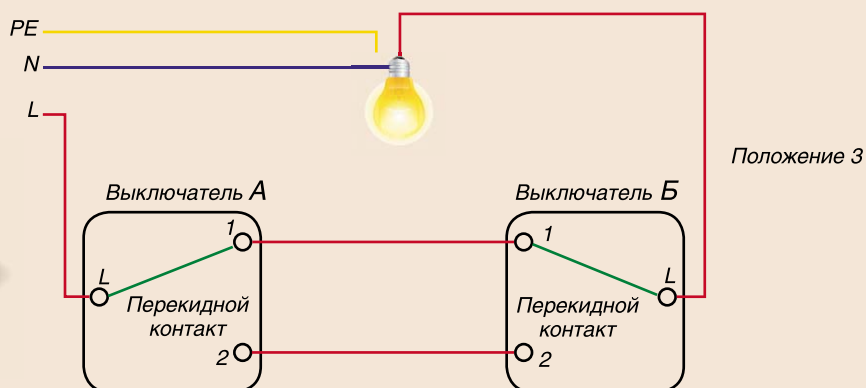 PE
N
L
Положение 3
Выключатель А
Выключатель Б
1
1
L
L
Перекидной
контакт
Перекидной
контакт
2
2